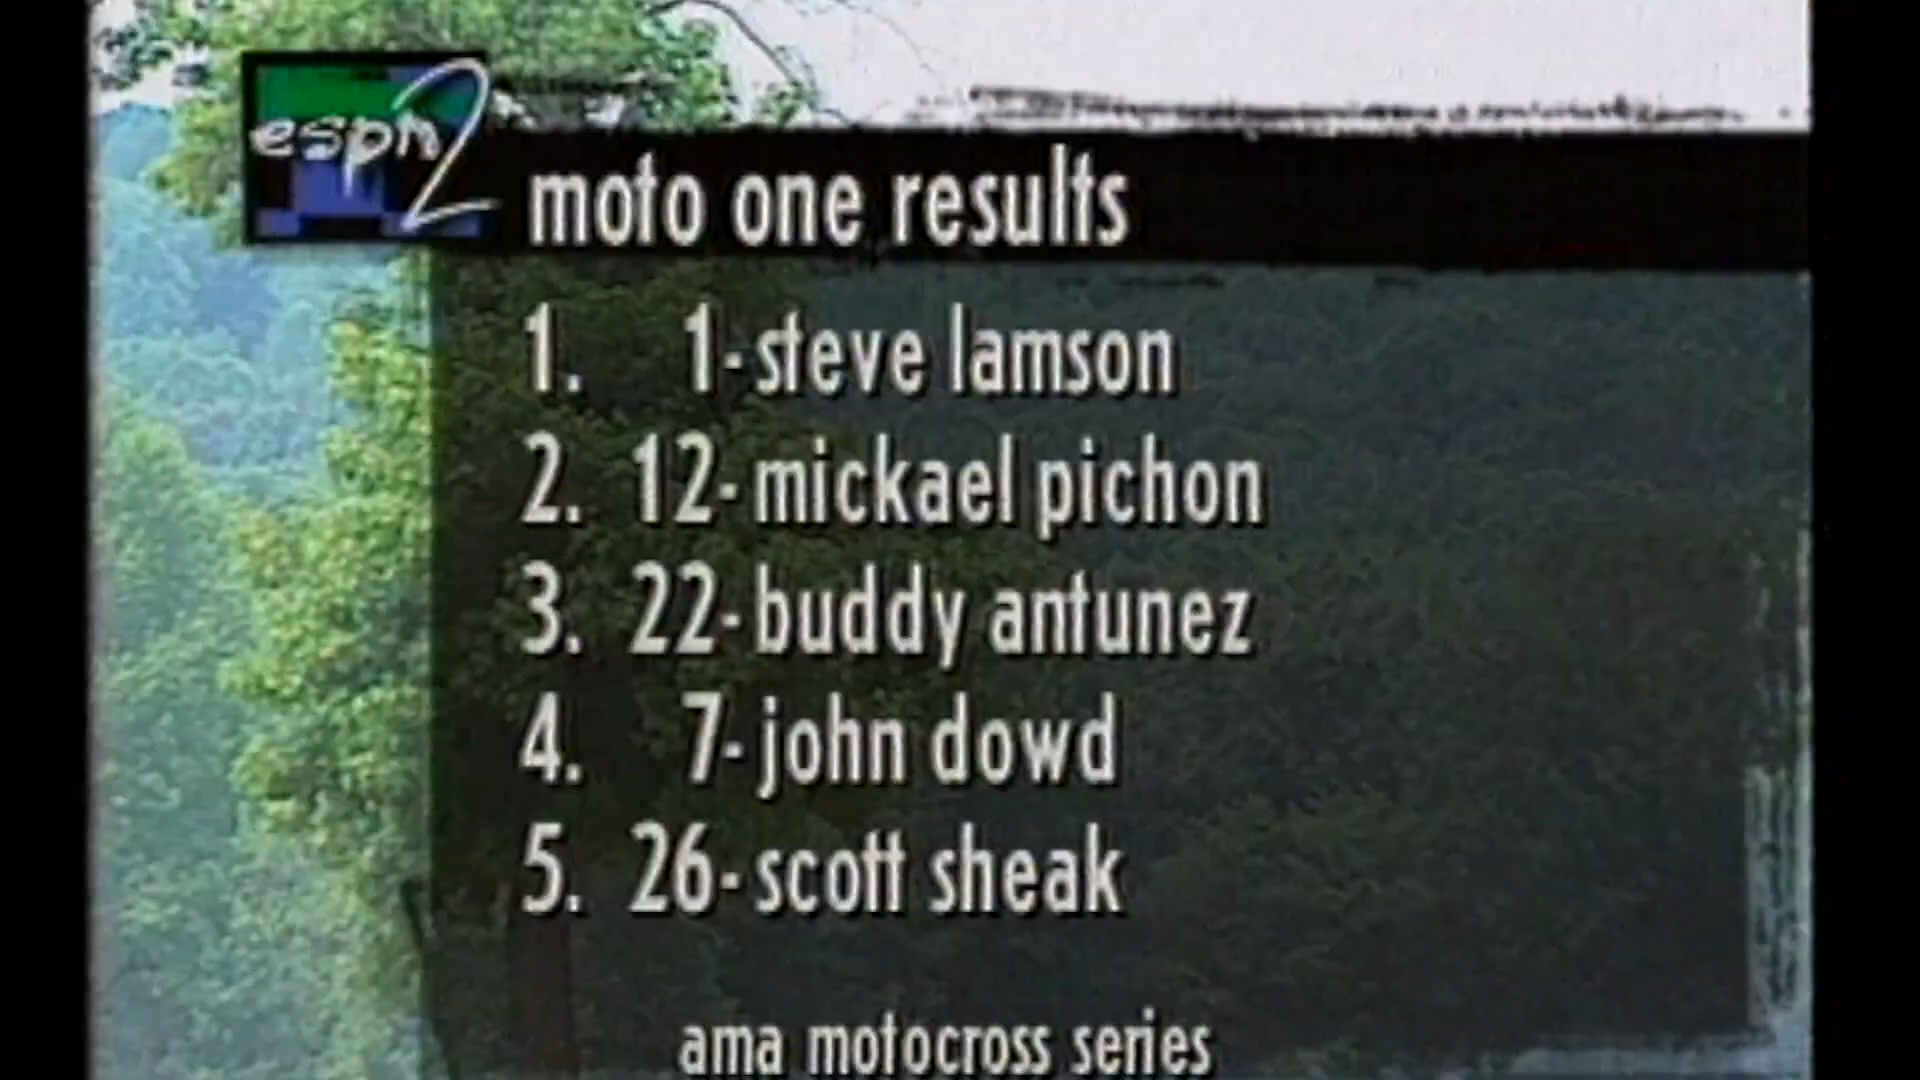 espn2
moto one results
1. 1-steve lamson
2. 12-mickael pichon
3. 22-buddy antunez
4. 7-john dowd
5. 26-scott sheak
ama motocross series